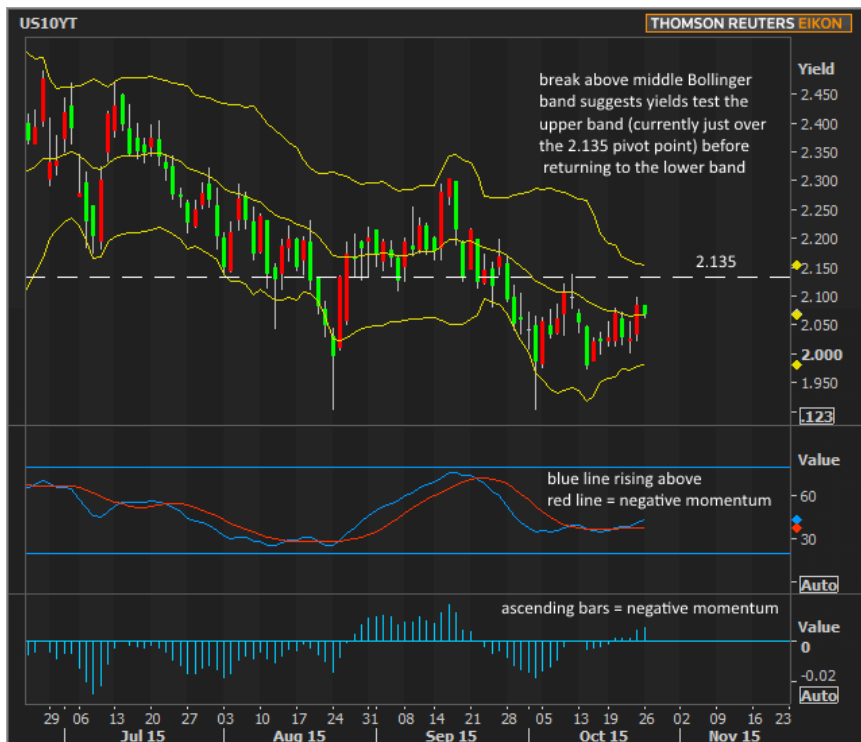 US10YT
THOMSON REUTERS EIKON
Yield
break above middle Bollinger
band suggests yields test the
upper band (currently just over
the 2.135 pivot point) before
returning to the lower band
2.450
2.400
2.350
2.300
2.250
2.200
2.135
2.150
2.100
2.050
2.000
1.950
.123
Value
blue line rising above
red line = negative momentum
60
30
Auto
ascending bars = negative momentum
Value
0
-0.02
Auto
29 06 13 20 27 03 10 17 24 31 08 14 21 28 05 12 19 26 02 09 16 23
Jul 15 Aug 15 Sep 15 Oct 15 Nov 15